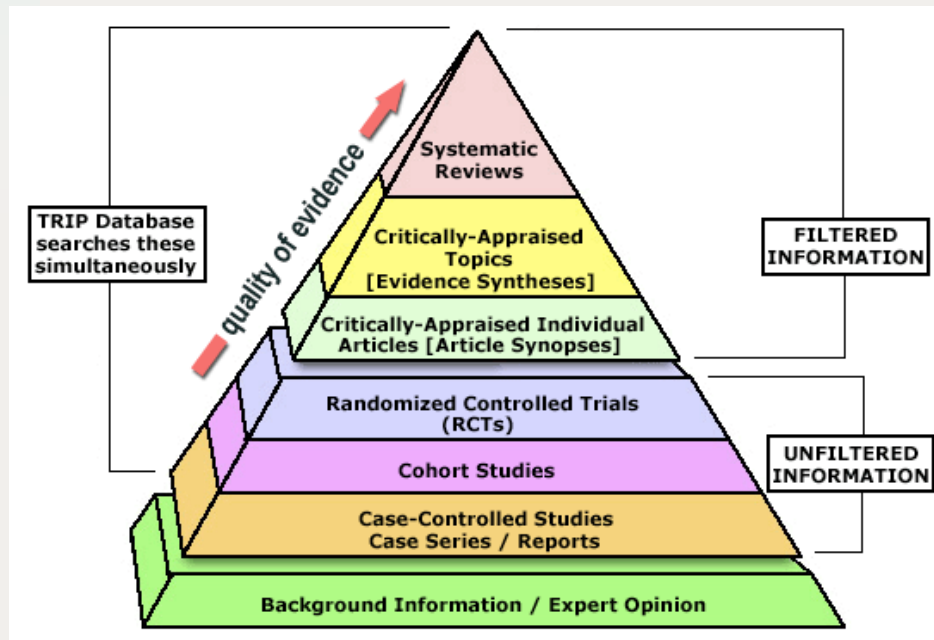 Systematic
Reviews
quality of evidence
TRIP Database
searches these
simultaneously
FILTERED
INFORMATION
Critically-Appraised
Topics
[Evidence Syntheses]
Critically-Appraised Individual
Articles [Article Synopses]
Randomized Controlled Trials
(RCTs)
UNFILTERED
INFORMATION
Cohort Studies
Case-Controlled Studies
Case Series / Reports
Background Information / Expert Opinion